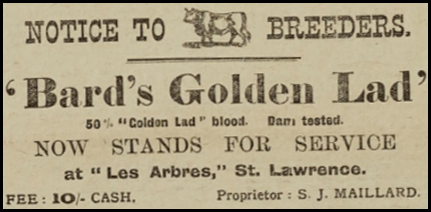 NOTICE TO BREEDERS.
‘Bard's Golden Lad’
50% "Golden Lad" blood. Dam tested.
NOW STANDS FOR SERVICE
at "Les Arbres," St. Lawrence.
FEE: 10/- CASH. Proprietor: S. J. MAILLARD.